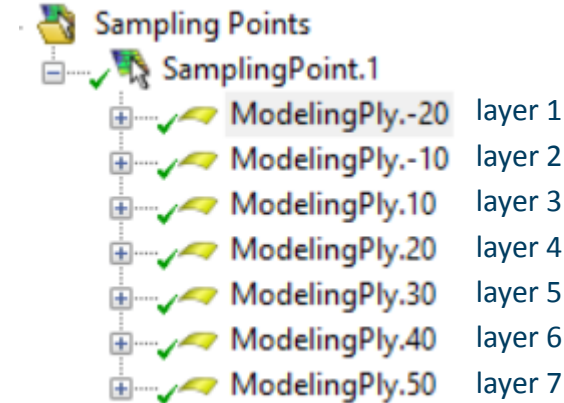 Sampling Points
SamplingPoint.1
ModelingPly.-20 layer 1
ModelingPly.-10 layer 2
ModelingPly.10 layer 3
ModelingPly.20 layer 4
ModelingPly.30 layer 5
ModelingPly.40 layer 6
ModelingPly.50 layer 7